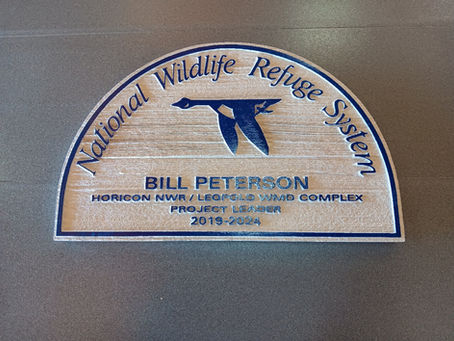 National Wildlife Refuge System
BILL PETERSON
HORICON NWR / LEOPOLD WMD COMPLEX
PROJECT LEADER
2019-2024